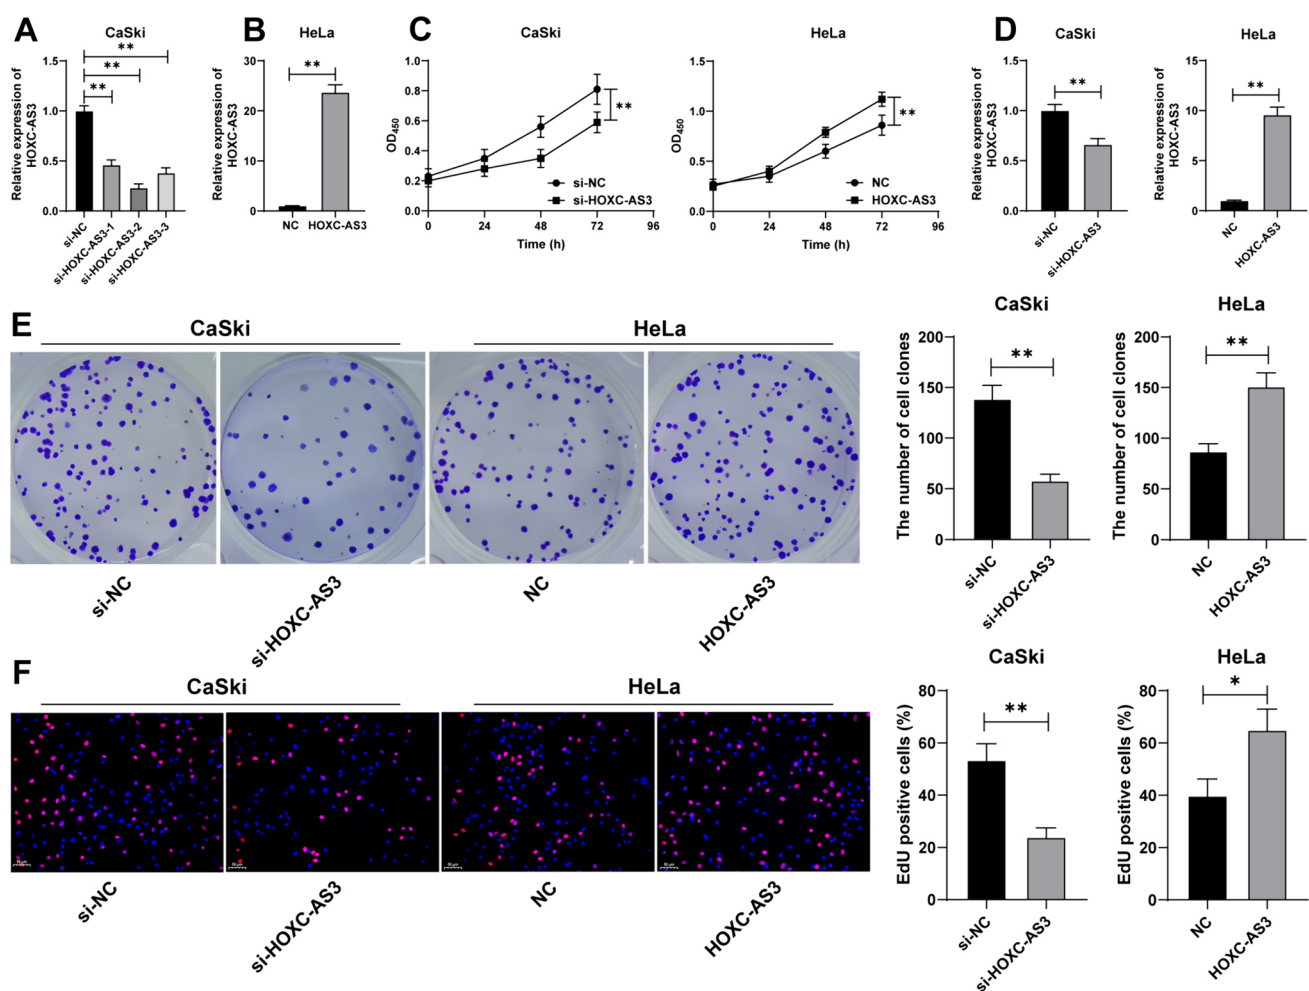 A
CaSki
Relative expression of
HOXC-AS3
1.5
1.0
0.5
0.0
**
**
**
si-NC
si-HOXC-AS3-1
si-HOXC-AS3-2
si-HOXC-AS3-3
B
HeLa
Relative expression of
HOXC-AS3
30
20
10
0
**
NC HOXC-AS3
C
CaSki
OD450
1.0
0.8
0.6
0.4
0.2
0.0
**
si-NC
si-HOXC-AS3
0 24 48 72 96
Time (h)
HeLa
OD450
1.5
1.0
0.5
0.0
**
NC
HOXC-AS3
0 24 48 72 96
Time (h)
D
CaSki
Relative expression of
HOXC-AS3
1.5
1.0
0.5
0.0
**
si-NC
si-HOXC-AS3
HeLa
Relative expression of
HOXC-AS3
15
10
5
0
**
NC
HOXC-AS3
E
CaSki
HeLa
si-NC
si-HOXC-AS3
NC
HOXC-AS3
CaSki
The number of cell clones
200
150
100
50
0
**
si-NC
si-HOXC-AS3
HeLa
The number of cell clones
200
150
100
50
0
**
NC
HOXC-AS3
F
CaSki
HeLa
50 μm
50 μm
50 μm
50 μm
si-NC
si-HOXC-AS3
NC
HOXC-AS3
CaSki
EdU positive cells (%)
80
60
40
20
0
**
si-NC
si-HOXC-AS3
HeLa
EdU positive cells (%)
80
60
40
20
0
*
NC
HOXC-AS3